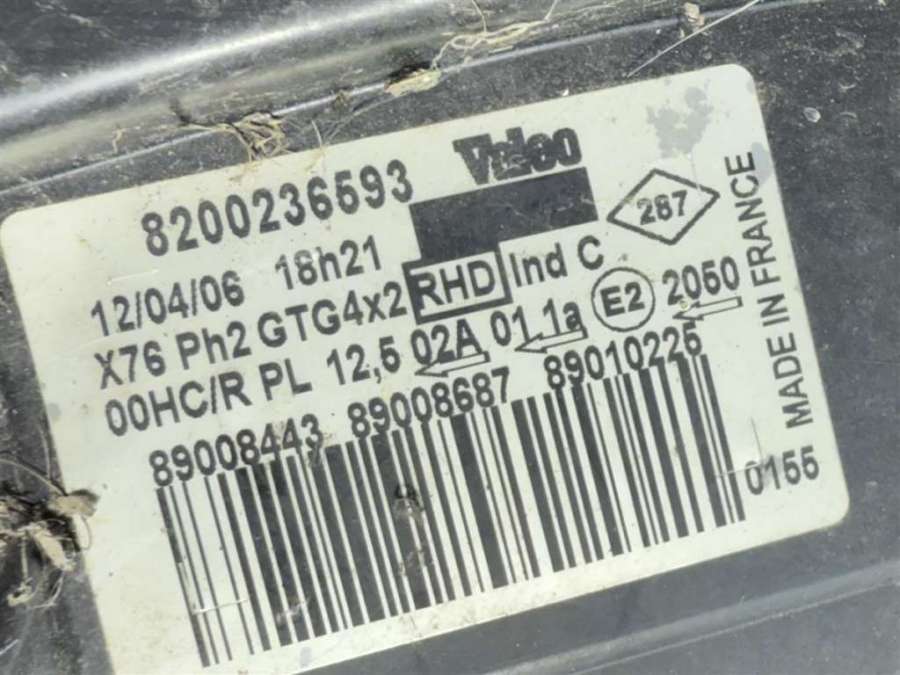 Valeo
8200236593
287
12/04/06 18h21
RHD Ind C
X76 Ph2 GTG4x2
E2 2050
00HC/R PL 12,5 02A 01 1a
89008443 89008687 89010225
MADE IN FRANCE
0155